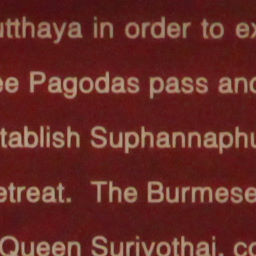 utthaya in order to ex
ee Pagodas pass and
tablish Suphannaphu
etreat. The Burmese
Queen Suriyothai, co